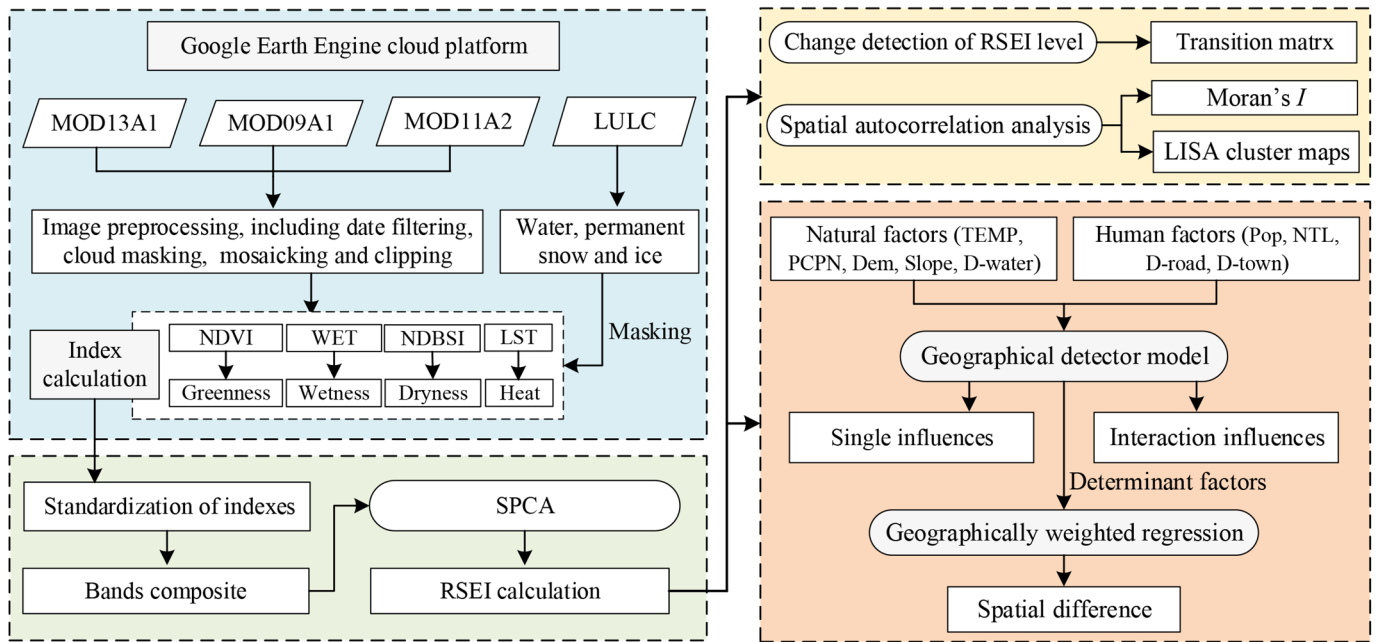 Google Earth Engine cloud platform
MOD13A1
MOD09A1
MOD11A2
LULC
Image preprocessing, including date filtering,
cloud masking, mosaicking and clipping
Water, permanent
snow and ice
Masking
Index
calculation
NDVI
WET
NDBSI
LST
Greenness
Wetness
Dryness
Heat
Standardization of indexes
Bands composite
SPCA
RSEI calculation
Change detection of RSEI level
Transition matrx
Spatial autocorrelation analysis
Moran's I
LISA cluster maps
Natural factors (TEMP,
PCPN, Dem, Slope, D-water)
Human factors (Pop, NTL,
D-road, D-town)
Geographical detector model
Single influences
Interaction influences
Determinant factors
Geographically weighted regression
Spatial difference